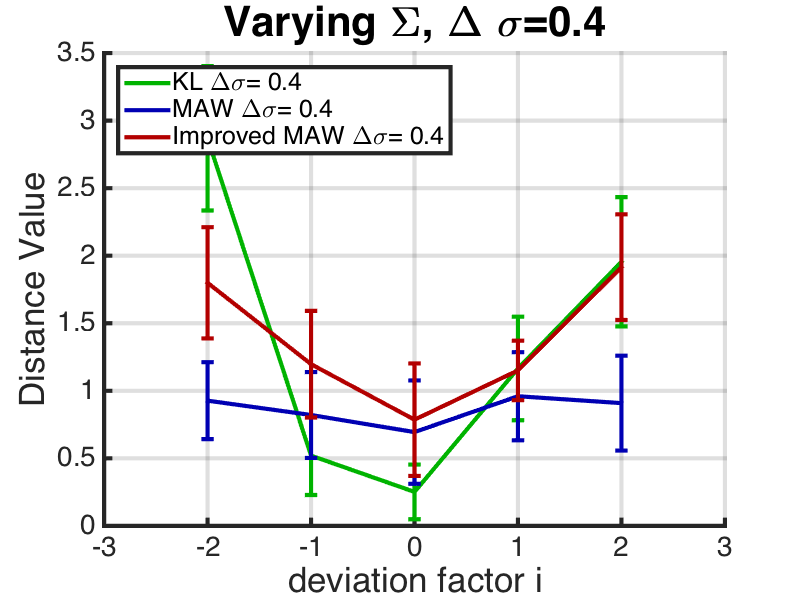 Varying Σ, Δ σ=0.4
3.5
3
2.5
2
1.5
1
0.5
0
Distance Value
KL Δσ= 0.4
MAW Δσ= 0.4
Improved MAW Δσ= 0.4
-3 -2 -1 0 1 2 3
deviation factor i